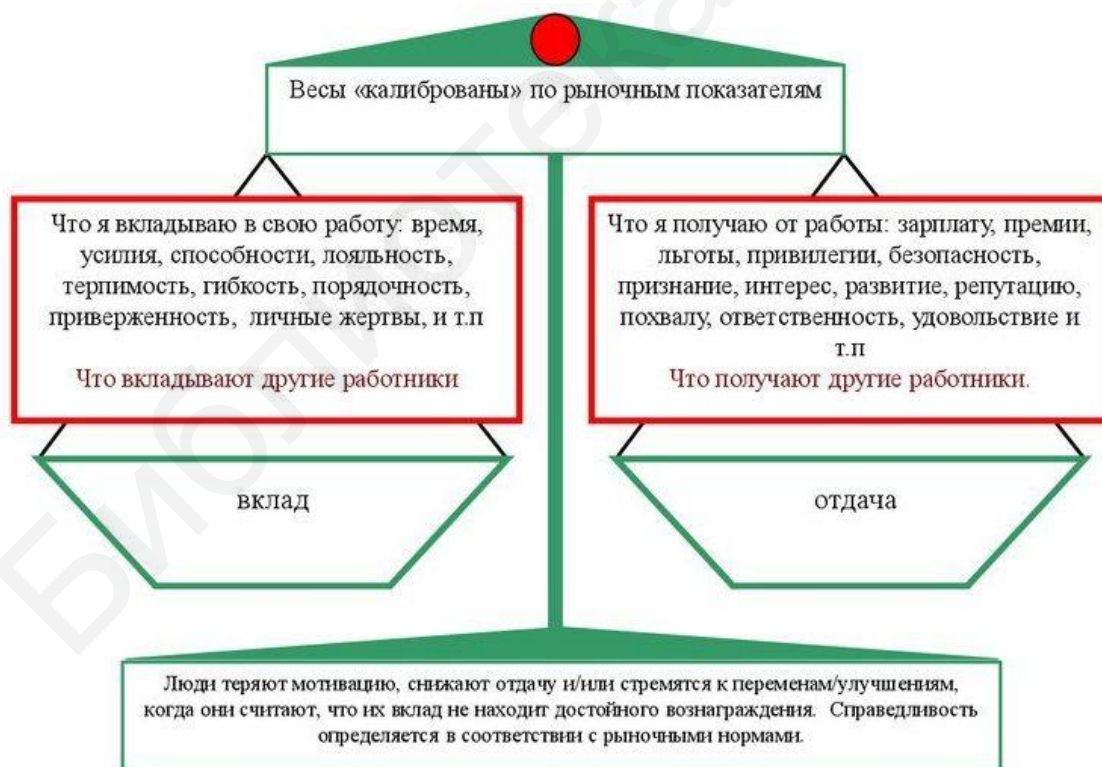 Весы «калиброваны» по рыночным показателям
Что я вкладываю в свою работу: время,
усилия, способности, лояльность,
терпимость, гибкость, порядочность,
приверженность, личные жертвы, и т.п
Что вкладывают другие работники
Что я получаю от работы: зарплату, премии,
льготы, привилегии, безопасность,
признание, интерес, развитие, репутацию,
похвалу, ответственность, удовольствие и
т.п
Что получают другие работники.
вклад
отдача
Люди теряют мотивацию, снижают отдачу и/или стремятся к переменам/улучшениям,
когда они считают, что их вклад не находит достойного вознаграждения. Справедливость
определяется в соответствии с рыночными нормами.
Библиотека